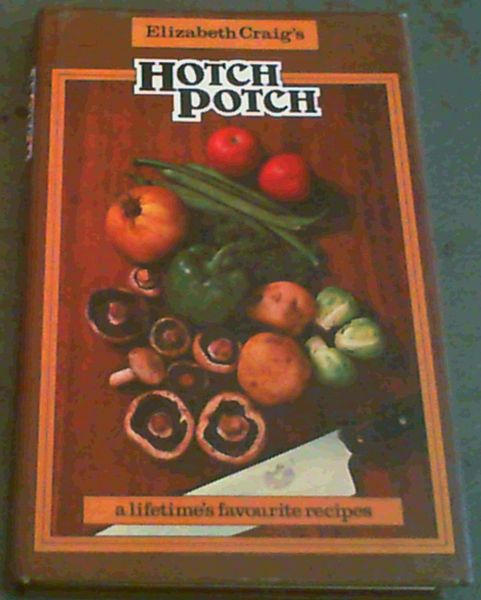 Elizabeth Craig's
HOTCH
POTCH
a lifetime's favourite recipes